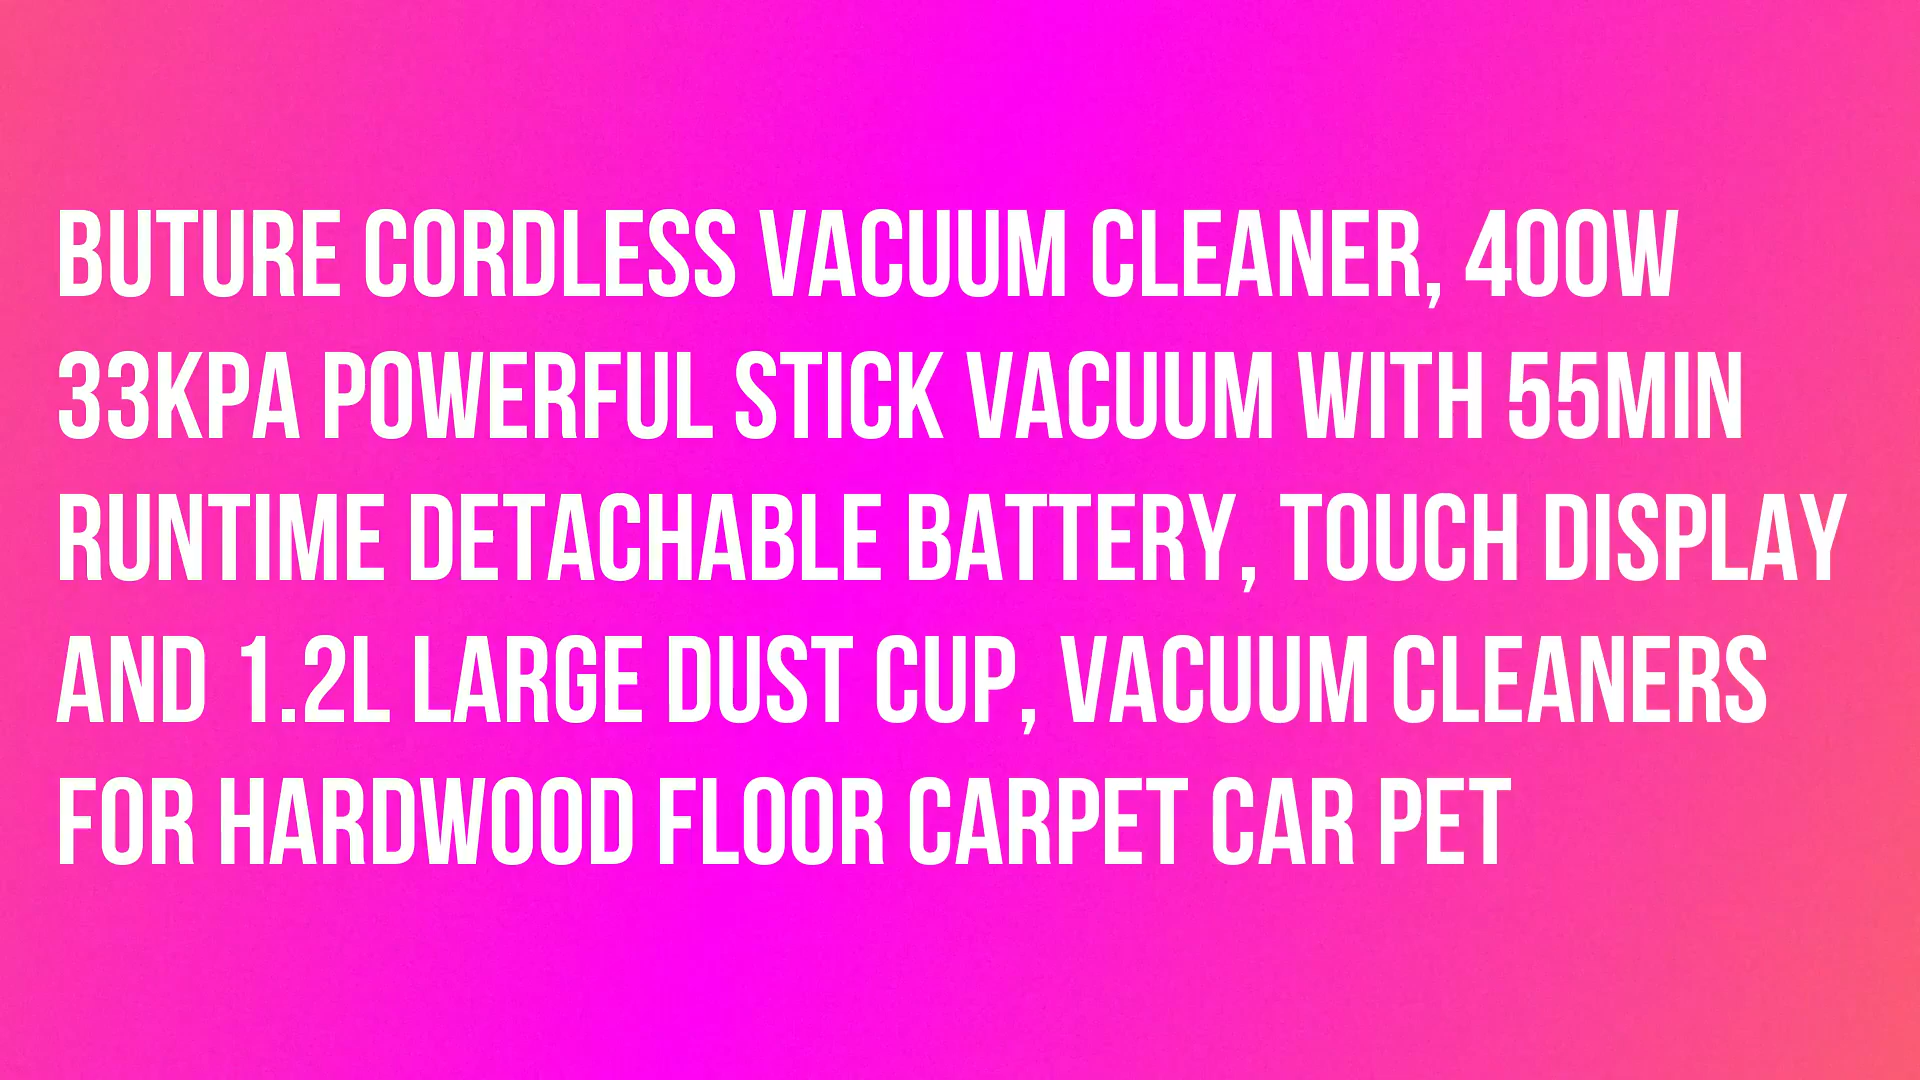 BUTURE CORDLESS VACUUM CLEANER, 400W
33KPA POWERFUL STICK VACUUM WITH 55MIN
RUNTIME DETACHABLE BATTERY, TOUCH DISPLAY
AND 1.2L LARGE DUST CUP, VACUUM CLEANERS
FOR HARDWOOD FLOOR CARPET CAR PET